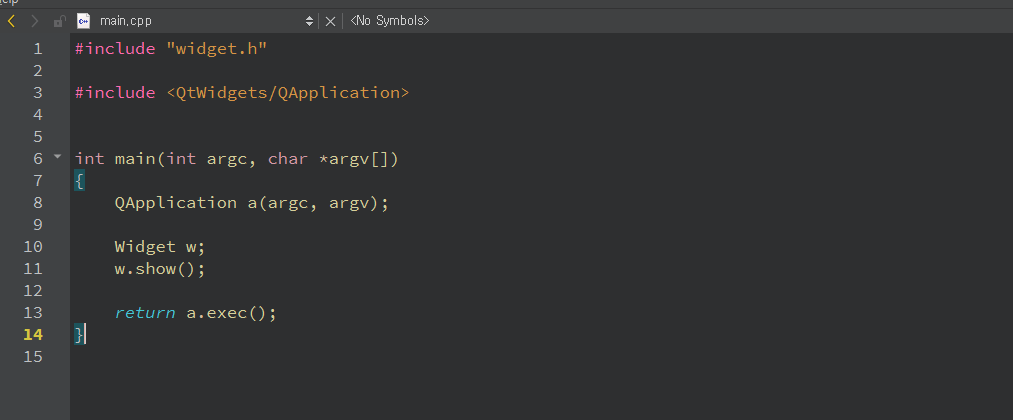 main.cpp
<No Symbols>
1 #include "widget.h"
2
3 #include <QtWidgets/QApplication>
4
5
6 int main(int argc, char *argv[])
7 {
8 QApplication a(argc, argv);
9
10 Widget w;
11 w.show();
12
13 return a.exec();
14 }
15